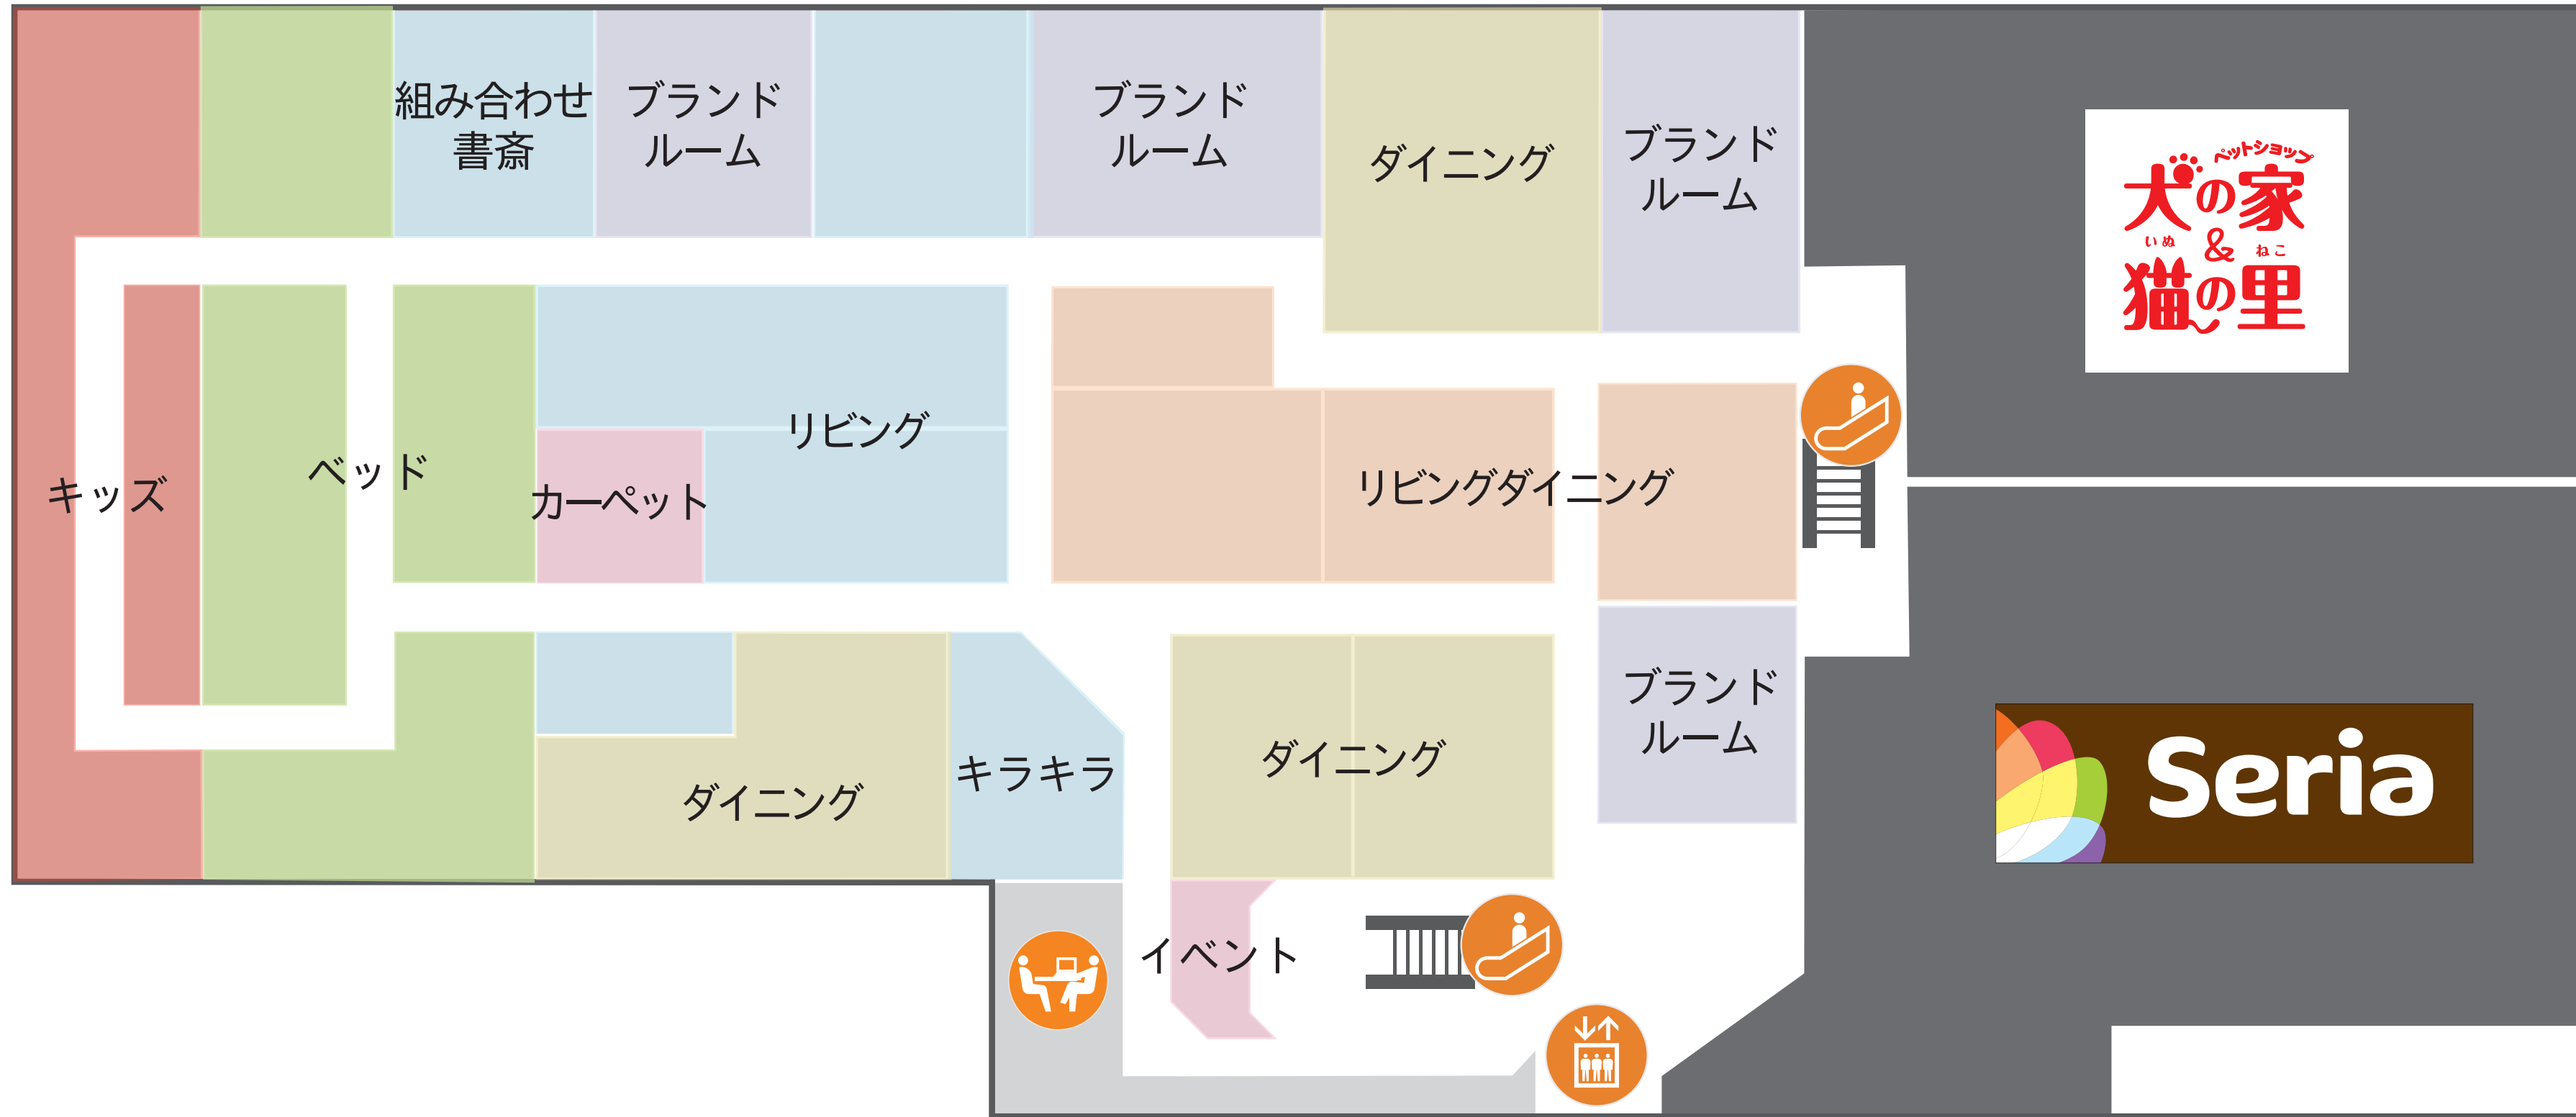 組み合わせ
書斎
ブランド
ルーム
ブランド
ルーム
ダイニング
ブランド
ルーム
ペットショップ
犬の家
いぬ
&
ねこ
猫の里
キッズ
ベッド
リビング
カーペット
リビングダイニング
ブランド
ルーム
ダイニング
キラキラ
ダイニング
Seria
イベント